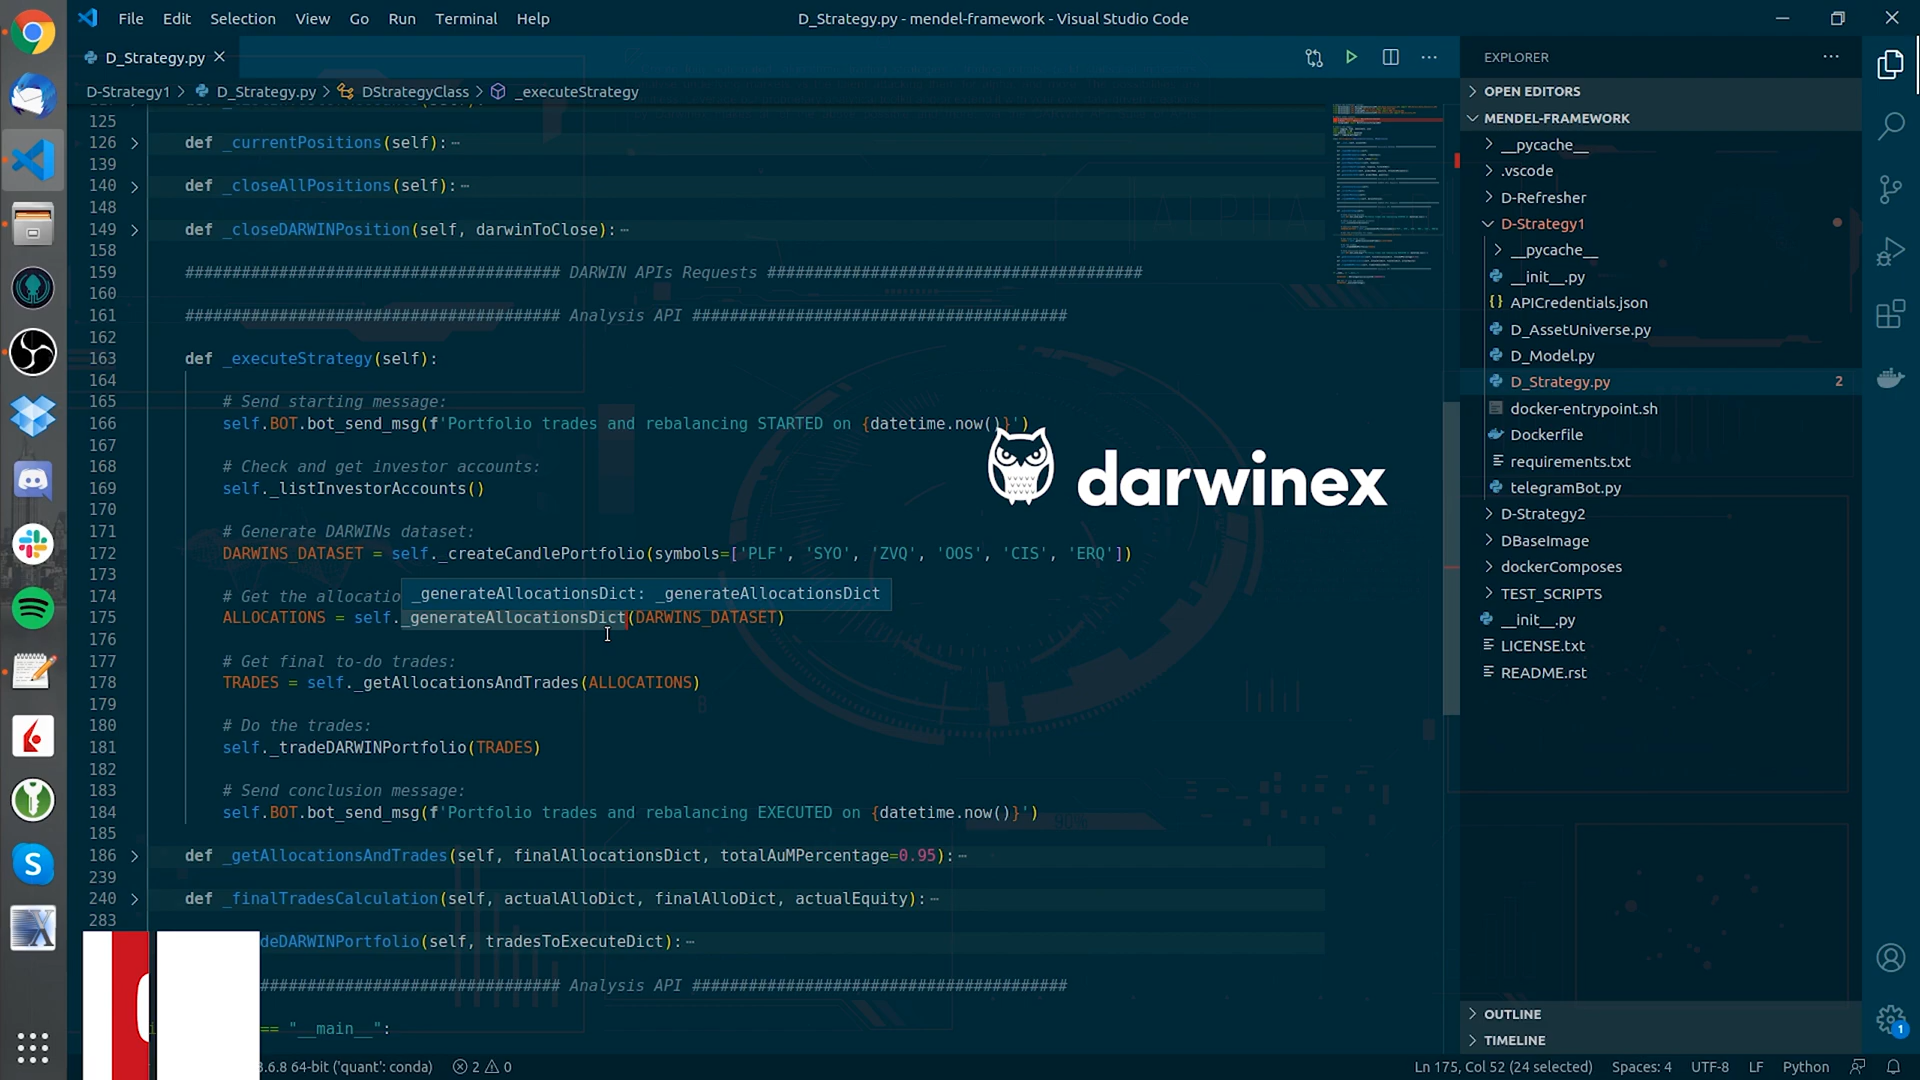 File Edit Selection View Go Run Terminal Help
D_Strategy.py - mendel-framework - Visual Studio Code
D_Strategy.py
D-Strategy1 > D_Strategy.py > DStrategyClass > _executeStrategy
125
126 def _currentPositions(self):
139
140 def _closeAllPositions(self):
148
149 def _closeDARWINPosition(self, darwinToClose):
158
159 ######################################## DARWIN APIs Requests ########################################
160
161 ######################################## Analysis API ########################################
162
163 def _executeStrategy(self):
164
165 # Send starting message:
166 self.BOT.bot_send_msg(f'Portfolio trades and rebalancing STARTED on {datetime.now()}')
167
168 # Check and get investor accounts:
169 self._listInvestorAccounts()
170
171 # Generate DARWINs dataset:
172 DARWINS_DATASET = self._createCandlePortfolio(symbols=['PLF', 'SYO', 'ZVQ', 'OOS', 'CIS', 'ERQ'])
173
_generateAllocationsDict: _generateAllocationsDict
174 # Get the allocatio
175 ALLOCATIONS = self._generateAllocationsDict(DARWINS_DATASET)
176
177 # Get final to-do trades:
178 TRADES = self._getAllocationsAndTrades(ALLOCATIONS)
179
180 # Do the trades:
181 self._tradeDARWINPortfolio(TRADES)
182
183 # Send conclusion message:
184 self.BOT.bot_send_msg(f'Portfolio trades and rebalancing EXECUTED on {datetime.now()}')
185
186 def _getAllocationsAndTrades(self, finalAllocationsDict, totalAuMPercentage=0.95):
239
240 def _finalTradesCalculation(self, actualAlloDict, finalAlloDict, actualEquity):
283
deDARWINPortfolio(self, tradesToExecuteDict):
################################ Analysis API ########################################
== "__main__":
darwinex
EXPLORER
OPEN EDITORS
MENDEL-FRAMEWORK
__pycache__
.vscode
D-Refresher
D-Strategy1
__pycache__
__init__.py
APICredentials.json
D_AssetUniverse.py
D_Model.py
D_Strategy.py 2
docker-entrypoint.sh
Dockerfile
requirements.txt
telegramBot.py
D-Strategy2
DBaseImage
dockerComposes
TEST_SCRIPTS
__init__.py
LICENSE.txt
README.rst
OUTLINE
TIMELINE
1
.6.8 64-bit ('quant': conda) 2 0
Ln 175, Col 52 (24 selected) Spaces: 4 UTF-8 LF Python